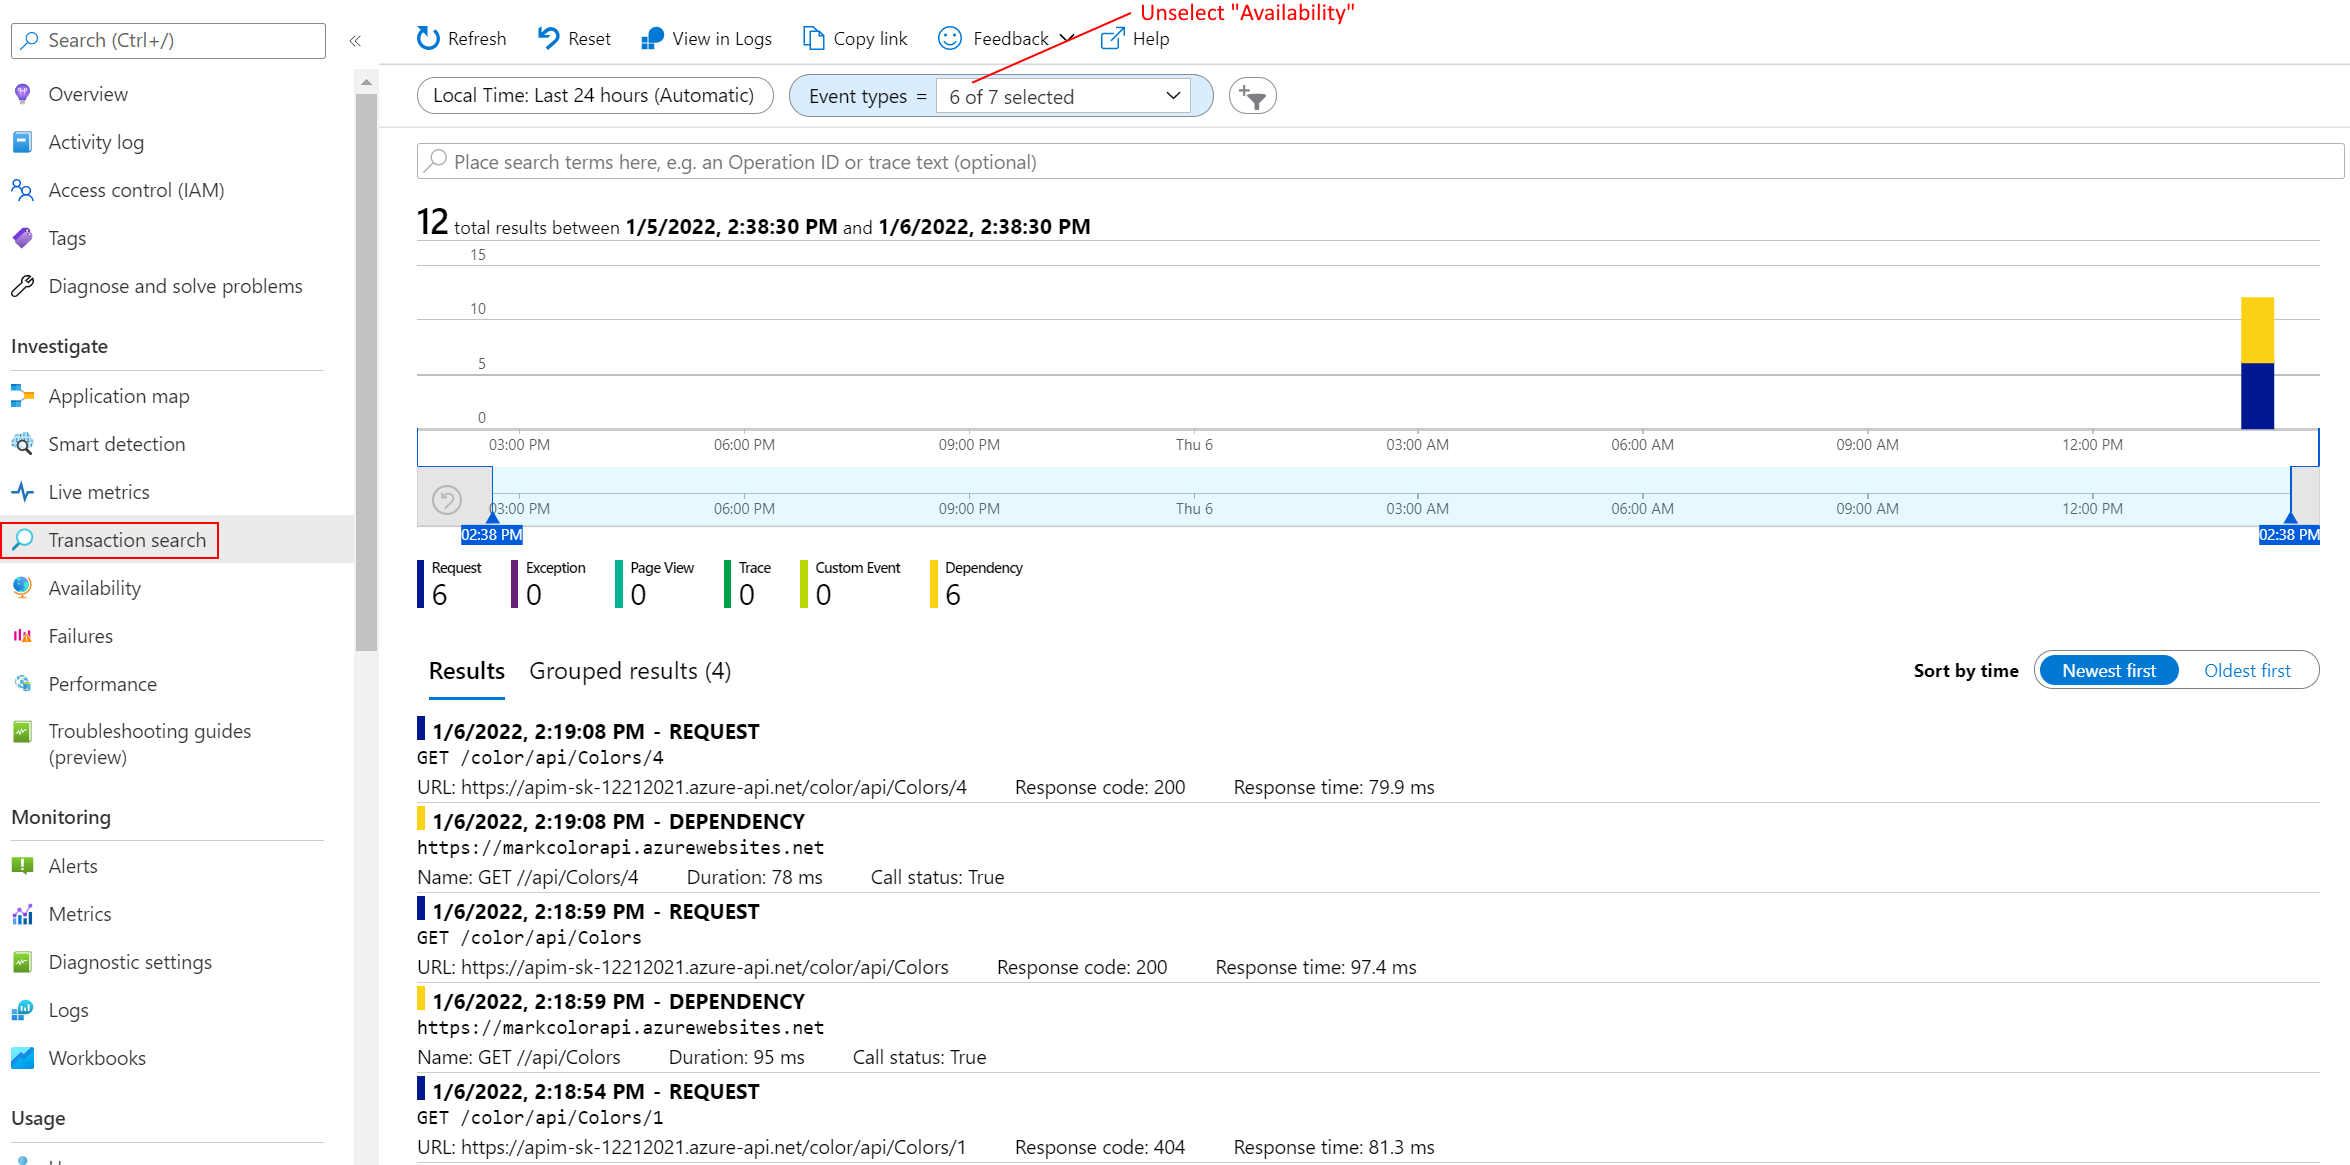 Unselect "Availability"
Search (Ctrl+/)
«
Refresh
Reset
View in Logs
Copy link
Feedback
Help
Overview
Activity log
Access control (IAM)
Tags
Diagnose and solve problems
Investigate
Application map
Smart detection
Live metrics
Transaction search
Availability
Failures
Performance
Troubleshooting guides
(preview)
Monitoring
Alerts
Metrics
Diagnostic settings
Logs
Workbooks
Usage
Local Time: Last 24 hours (Automatic)
Event types = 6 of 7 selected
Place search terms here, e.g. an Operation ID or trace text (optional)
12 total results between 1/5/2022, 2:38:30 PM and 1/6/2022, 2:38:30 PM
15
10
5
0
03:00 PM 06:00 PM 09:00 PM Thu 6 03:00 AM 06:00 AM 09:00 AM 12:00 PM
03:00 PM 06:00 PM 09:00 PM Thu 6 03:00 AM 06:00 AM 09:00 AM 12:00 PM
02:38 PM 02:38 PM
Request Exception Page View Trace Custom Event Dependency
6 0 0 0 0 6
Results Grouped results (4) Sort by time Newest first Oldest first
1/6/2022, 2:19:08 PM - REQUEST
GET /color/api/Colors/4
URL: https://apim-sk-12212021.azure-api.net/color/api/Colors/4 Response code: 200 Response time: 79.9 ms
1/6/2022, 2:19:08 PM - DEPENDENCY
https://markcolorapi.azurewebsites.net
Name: GET //api/Colors/4 Duration: 78 ms Call status: True
1/6/2022, 2:18:59 PM - REQUEST
GET /color/api/Colors
URL: https://apim-sk-12212021.azure-api.net/color/api/Colors Response code: 200 Response time: 97.4 ms
1/6/2022, 2:18:59 PM - DEPENDENCY
https://markcolorapi.azurewebsites.net
Name: GET //api/Colors Duration: 95 ms Call status: True
1/6/2022, 2:18:54 PM - REQUEST
GET /color/api/Colors/1
URL: https://apim-sk-12212021.azure-api.net/color/api/Colors/1 Response code: 404 Response time: 81.3 ms